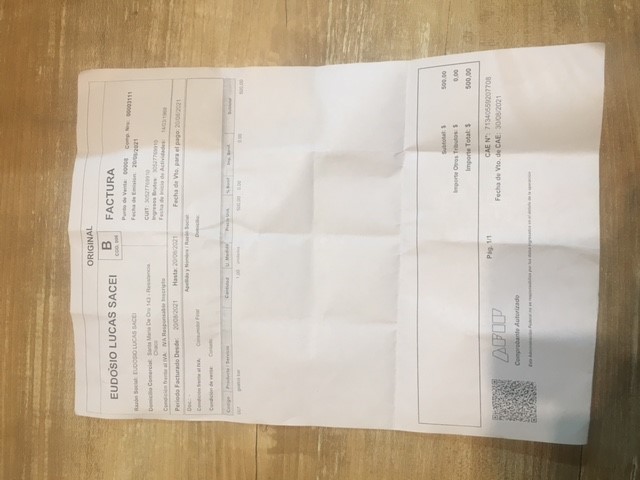 ORIGINAL
EUDOSIO LUCAS SACEI
B
COD. 006
FACTURA
Punto de Venta: 00008 Comp. Nro: 00003111
Fecha de Emisión: 20/08/2021
Razón Social: EUDOSIO LUCAS SACEI
Domicilio Comercial: Santa Maria De Oro 143 - Resistencia
Chaco
Condición frente al IVA: IVA Responsable Inscripto
CUIT: 30527769910
Ingresos Brutos: 30527769910
Fecha de Inicio de Actividades: 14/03/1969
Período Facturado Desde: 20/08/2021 Hasta: 20/08/2021 Fecha de Vto. para el pago: 20/08/2021
Doc.: - Apellido y Nombre / Razón Social:
Condición frente al IVA: Consumidor Final Domicilio:
Condición de venta: Contado
Código Producto / Servicio Cantidad U. Medida Precio Unit. % Bonif Imp. Bonif. Subtotal
1,00 unidades 500,00 0,00 0,00 500,00
Subtotal: $ 500,00
Importe Otros Tributos: $ 0,00
Importe Total: $ 500,00
AFIP
Comprobante Autorizado
Esta Administración Federal no se responsabiliza por los datos ingresados en el detalle de la operación
Pág. 1/1
CAE N°: 71340559207708
Fecha de Vto. de CAE: 30/08/2021